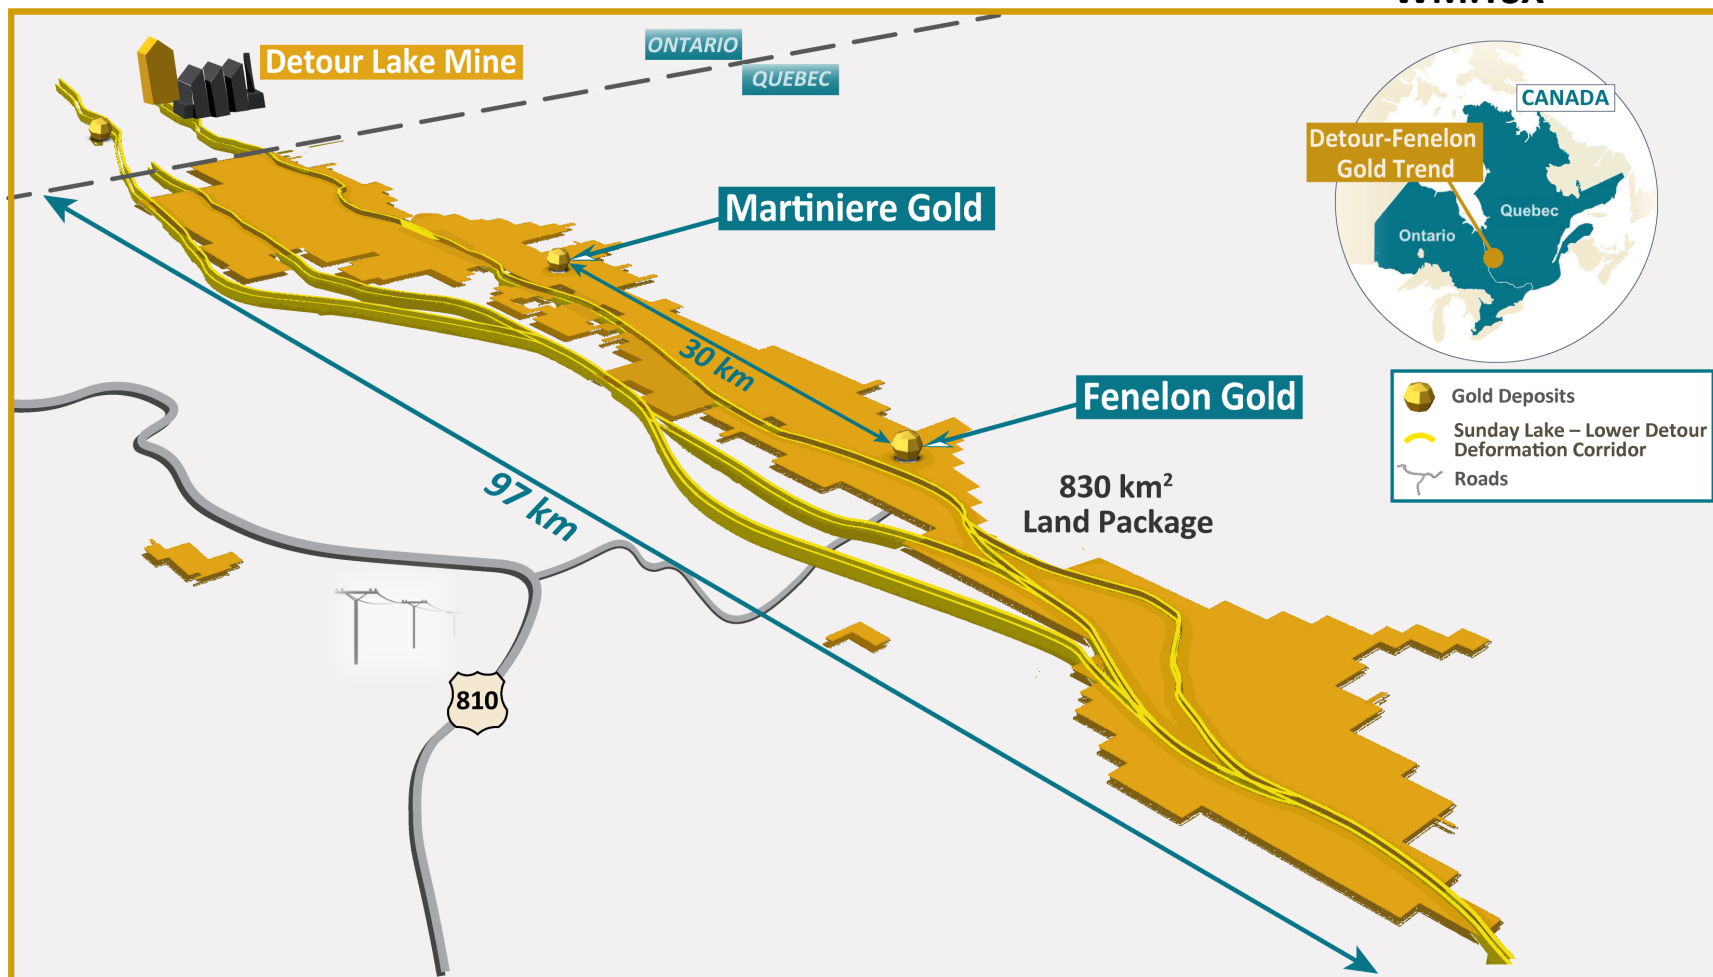 Detour Lake Mine
ONTARIO
QUEBEC
CANADA
Detour-Fenelon
Gold Trend
Quebec
Ontario
Martiniere Gold
30 km
Fenelon Gold
Gold Deposits
Sunday Lake – Lower Detour
Deformation Corridor
Roads
97 km
830 km²
Land Package
810